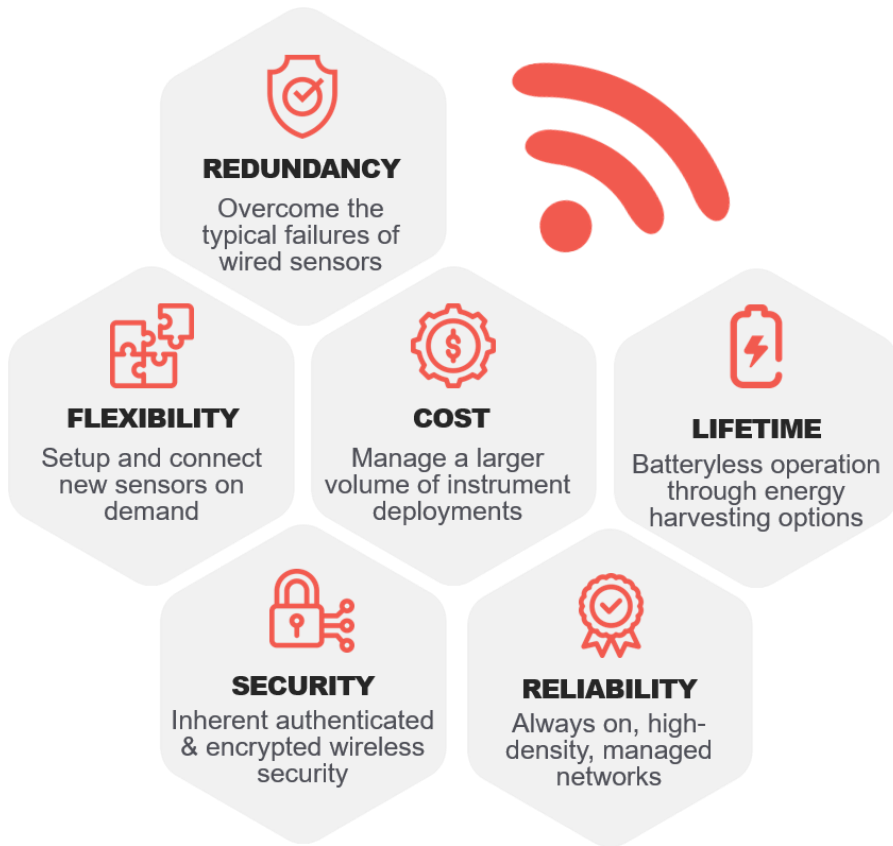 REDUNDANCY
Overcome the
typical failures of
wired sensors
FLEXIBILITY
Setup and connect
new sensors on
demand
COST
Manage a larger
volume of instrument
deployments
LIFETIME
Batteryless operation
through energy
harvesting options
SECURITY
Inherent authenticated
& encrypted wireless
security
RELIABILITY
Always on, high-
density, managed
networks